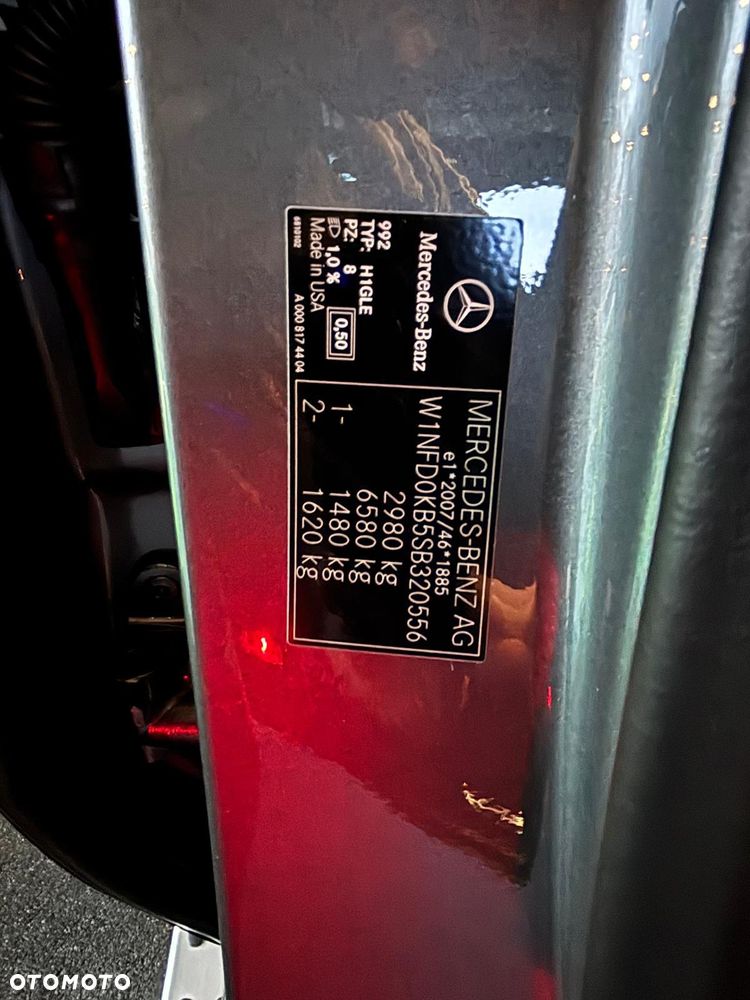 Mercedes-Benz
992
TYP: H1GLE
PZ: 8
1,0 %
0,50
Made in USA
6810102
A 000 817 44 04
MERCEDES-BENZ AG
e1*2007/46*1885
W1NFD0KB5SB320556
2980 kg
6580 kg
1- 1480 kg
2- 1620 kg
OTOMOTO